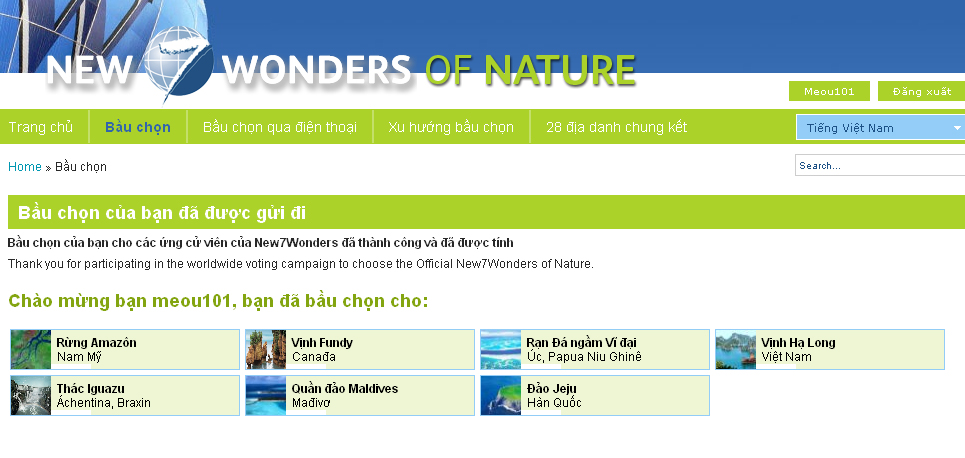 NEW 7 WONDERS OF NATURE
Meou101 Đăng xuất
Trang chủ Bầu chọn Bầu chọn qua điện thoại Xu hướng bầu chọn 28 địa danh chung kết Tiếng Việt Nam
Home » Bầu chọn Search...
Bầu chọn của bạn đã được gửi đi
Bầu chọn của bạn cho các ứng cử viên của New7Wonders đã thành công và đã được tính
Thank you for participating in the worldwide voting campaign to choose the Official New7Wonders of Nature.
Chào mừng bạn meou101, bạn đã bầu chọn cho:
Rừng Amazón Vịnh Fundy Rạn Đá ngầm Vĩ đại Vịnh Hạ Long
Nam Mỹ Canađa Úc, Papua Niu Ghinê Việt Nam
Thác Iguazu Quần đảo Maldives Đảo Jeju
Áchentina, Braxin Mađivơ Hàn Quốc